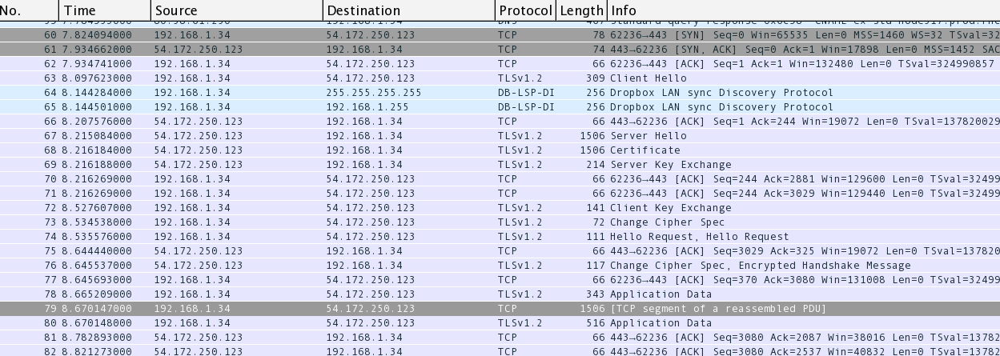 No. Time Source Destination Protocol Length Info
60 7.824094000 192.168.1.34 54.172.250.123 TCP 78 62236→443 [SYN] Seq=0 Win=65535 Len=0 MSS=1460 WS=32 TSval=32
61 7.934662000 54.172.250.123 192.168.1.34 TCP 74 443→62236 [SYN, ACK] Seq=0 Ack=1 Win=17898 Len=0 MSS=1452 SAC
62 7.934741000 192.168.1.34 54.172.250.123 TCP 66 62236→443 [ACK] Seq=1 Ack=1 Win=132480 Len=0 TSval=324990857
63 8.097623000 192.168.1.34 54.172.250.123 TLSv1.2 309 Client Hello
64 8.144284000 192.168.1.34 255.255.255.255 DB-LSP-DI 256 Dropbox LAN sync Discovery Protocol
65 8.144501000 192.168.1.34 192.168.1.255 DB-LSP-DI 256 Dropbox LAN sync Discovery Protocol
66 8.207576000 54.172.250.123 192.168.1.34 TCP 66 443→62236 [ACK] Seq=1 Ack=244 Win=19072 Len=0 TSval=137820029
67 8.215084000 54.172.250.123 192.168.1.34 TLSv1.2 1506 Server Hello
68 8.216184000 54.172.250.123 192.168.1.34 TLSv1.2 1506 Certificate
69 8.216188000 54.172.250.123 192.168.1.34 TLSv1.2 214 Server Key Exchange
70 8.216269000 192.168.1.34 54.172.250.123 TCP 66 62236→443 [ACK] Seq=244 Ack=2881 Win=129600 Len=0 TSval=32499
71 8.216269000 192.168.1.34 54.172.250.123 TCP 66 62236→443 [ACK] Seq=244 Ack=3029 Win=129440 Len=0 TSval=32499
72 8.527607000 192.168.1.34 54.172.250.123 TLSv1.2 141 Client Key Exchange
73 8.534538000 192.168.1.34 54.172.250.123 TLSv1.2 72 Change Cipher Spec
74 8.535576000 192.168.1.34 54.172.250.123 TLSv1.2 111 Hello Request, Hello Request
75 8.644440000 54.172.250.123 192.168.1.34 TCP 66 443→62236 [ACK] Seq=3029 Ack=325 Win=19072 Len=0 TSval=137820
76 8.645537000 54.172.250.123 192.168.1.34 TLSv1.2 117 Change Cipher Spec, Encrypted Handshake Message
77 8.645693000 192.168.1.34 54.172.250.123 TCP 66 62236→443 [ACK] Seq=370 Ack=3080 Win=131008 Len=0 TSval=32499
78 8.665209000 192.168.1.34 54.172.250.123 TLSv1.2 343 Application Data
79 8.670147000 192.168.1.34 54.172.250.123 TCP 1506 [TCP segment of a reassembled PDU]
80 8.670148000 192.168.1.34 54.172.250.123 TLSv1.2 516 Application Data
81 8.782893000 54.172.250.123 192.168.1.34 TCP 66 443→62236 [ACK] Seq=3080 Ack=2087 Win=38016 Len=0 TSval=13782
82 8.821273000 54.172.250.123 192.168.1.34 TCP 66 443→62236 [ACK] Seq=3080 Ack=2537 Win=40832 Len=0 TSval=13782